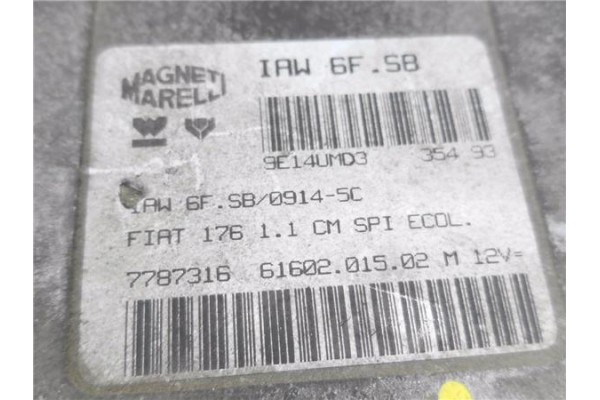 MAGNETI
MARELLI
IAW 6F.SB
9E14UMD3 354 93
IAW 6F.SB/0914-5C
FIAT 176 1.1 CM SPI ECOL.
7787316 61602.015.02 M 12V=